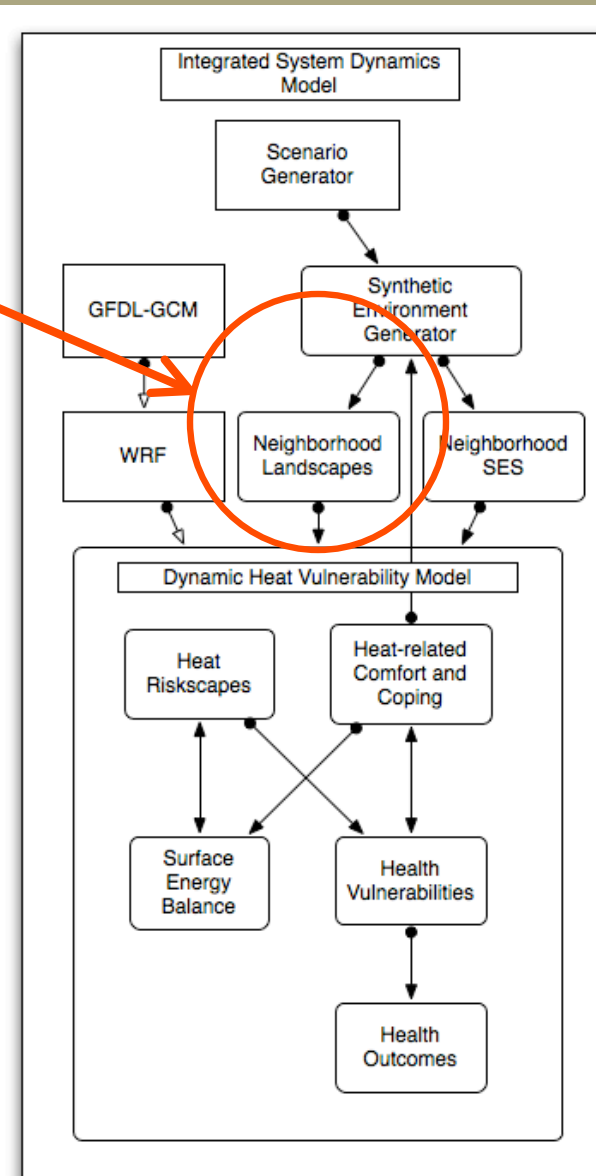 Integrated System Dynamics
Model
Scenario
Generator
GFDL-GCM
Synthetic
Environment
Generator
WRF
Neighborhood
Landscapes
Neighborhood
SES
Dynamic Heat Vulnerability Model
Heat
Riskscapes
Heat-related
Comfort and
Coping
Surface
Energy
Balance
Health
Vulnerabilities
Health
Outcomes